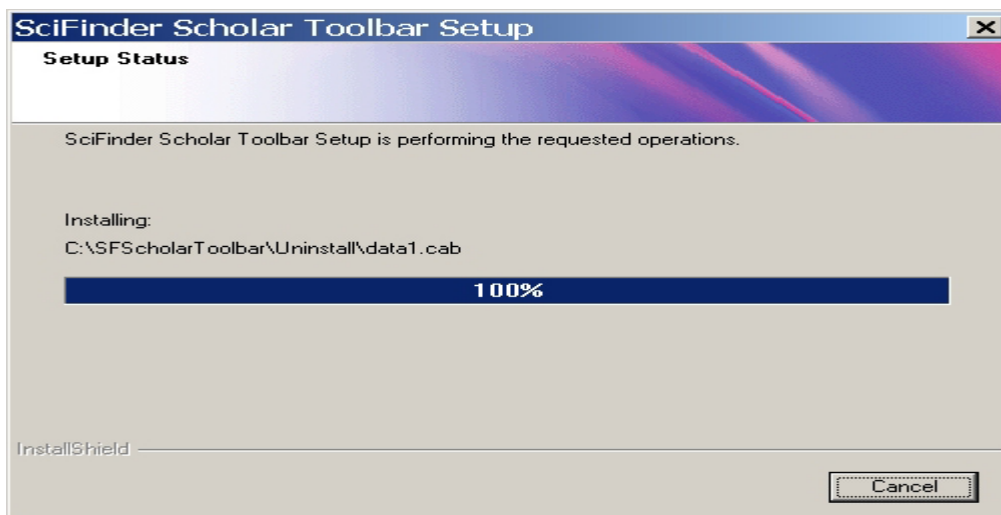 SciFinder Scholar Toolbar Setup
Setup Status
SciFinder Scholar Toolbar Setup is performing the requested operations.
Installing:
C:\SFScholarToolbar\Uninstall\data1.cab
100%
InstallShield
Cancel